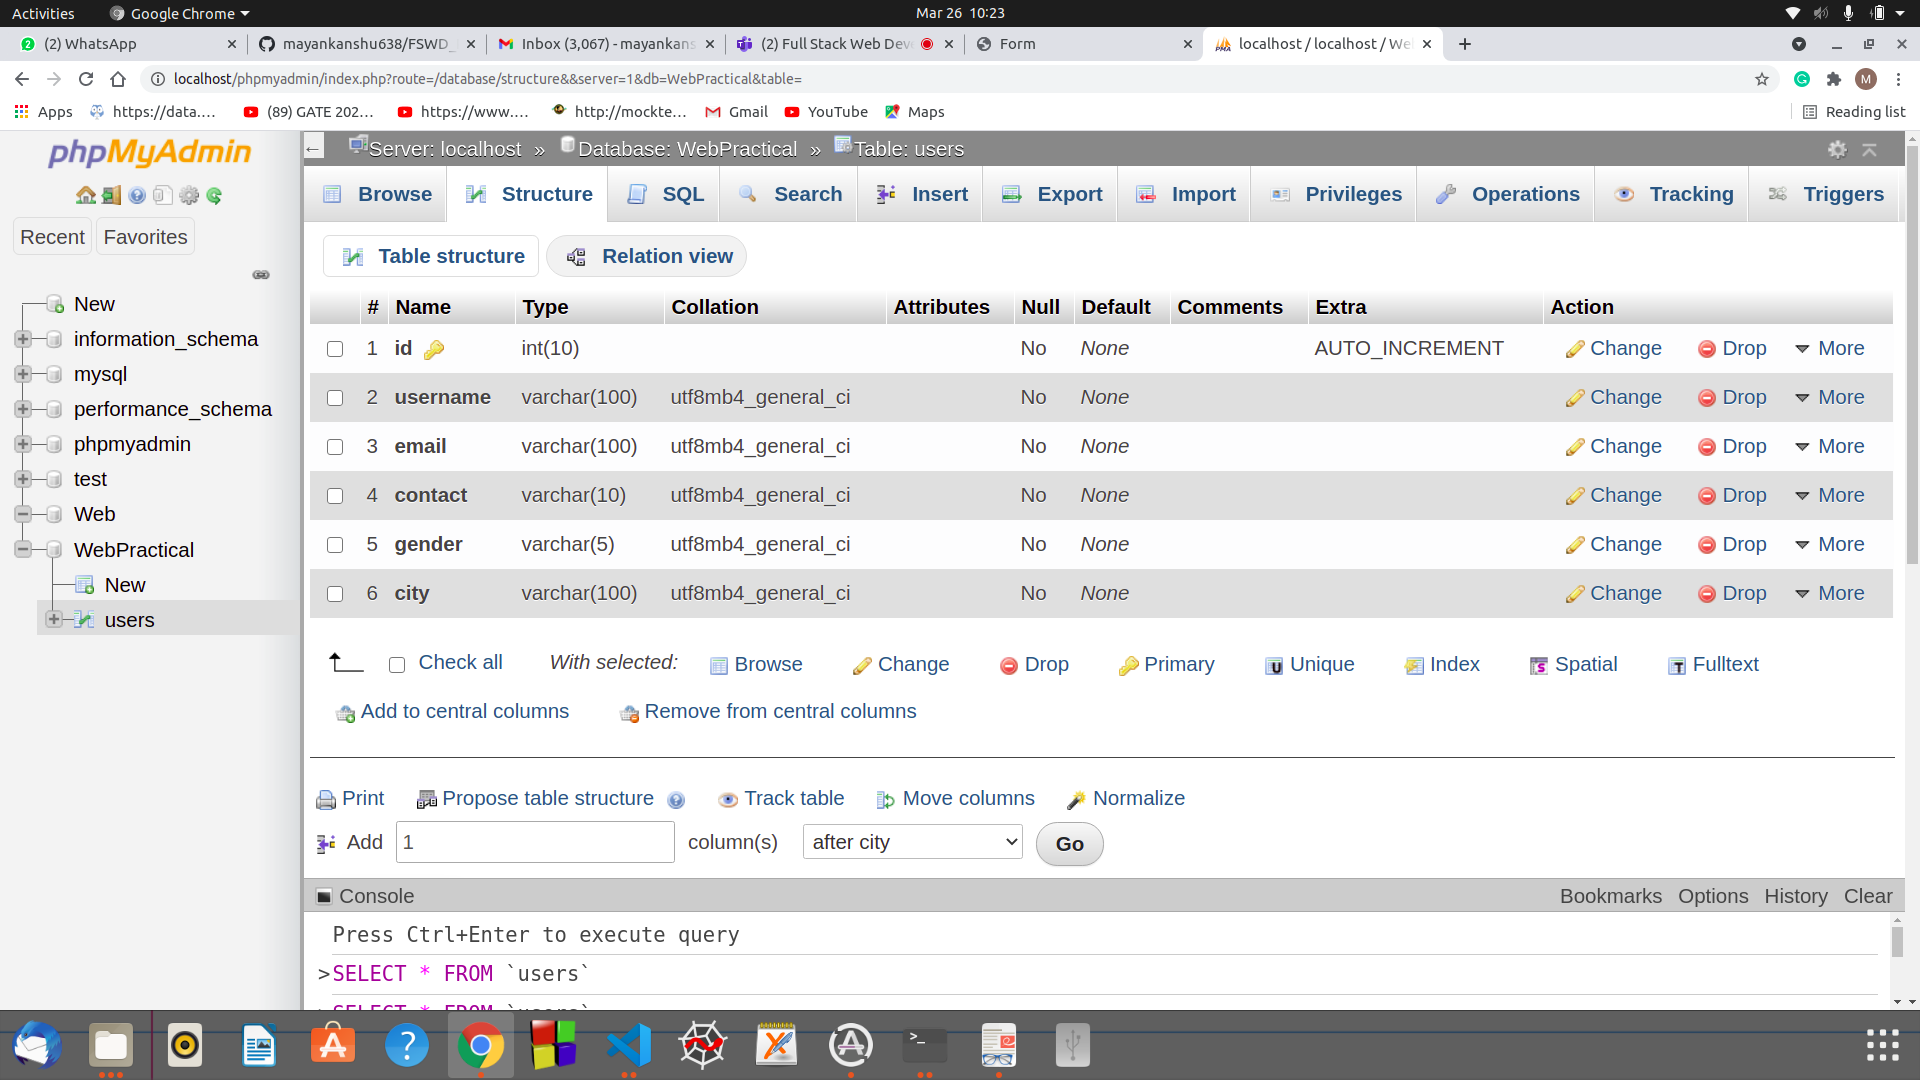 Activities Google Chrome Mar 26 10:23
(2) WhatsApp mayankanshu638/FSWD_ Inbox (3,067) - mayankans (2) Full Stack Web Dev Form localhost / localhost / We
localhost/phpmyadmin/index.php?route=/database/structure&&server=1&db=WebPractical&table= M
Apps https://data.... (89) GATE 202... https://www.... http://mockte... Gmail YouTube Maps Reading list
phpMyAdmin
Recent Favorites
New
information_schema
mysql
performance_schema
phpmyadmin
test
Web
WebPractical
New
users
← Server: localhost » Database: WebPractical » Table: users
Browse Structure SQL Search Insert Export Import Privileges Operations Tracking Triggers
Table structure Relation view
# Name Type Collation Attributes Null Default Comments Extra Action
1 id int(10) No None AUTO_INCREMENT Change Drop More
2 username varchar(100) utf8mb4_general_ci No None Change Drop More
3 email varchar(100) utf8mb4_general_ci No None Change Drop More
4 contact varchar(10) utf8mb4_general_ci No None Change Drop More
5 gender varchar(5) utf8mb4_general_ci No None Change Drop More
6 city varchar(100) utf8mb4_general_ci No None Change Drop More
Check all With selected: Browse Change Drop Primary Unique Index Spatial Fulltext
Add to central columns Remove from central columns
Print Propose table structure Track table Move columns Normalize
Add 1 column(s) after city Go
Console Bookmarks Options History Clear
Press Ctrl+Enter to execute query
>SELECT * FROM `users`
>SELECT * FROM `users`